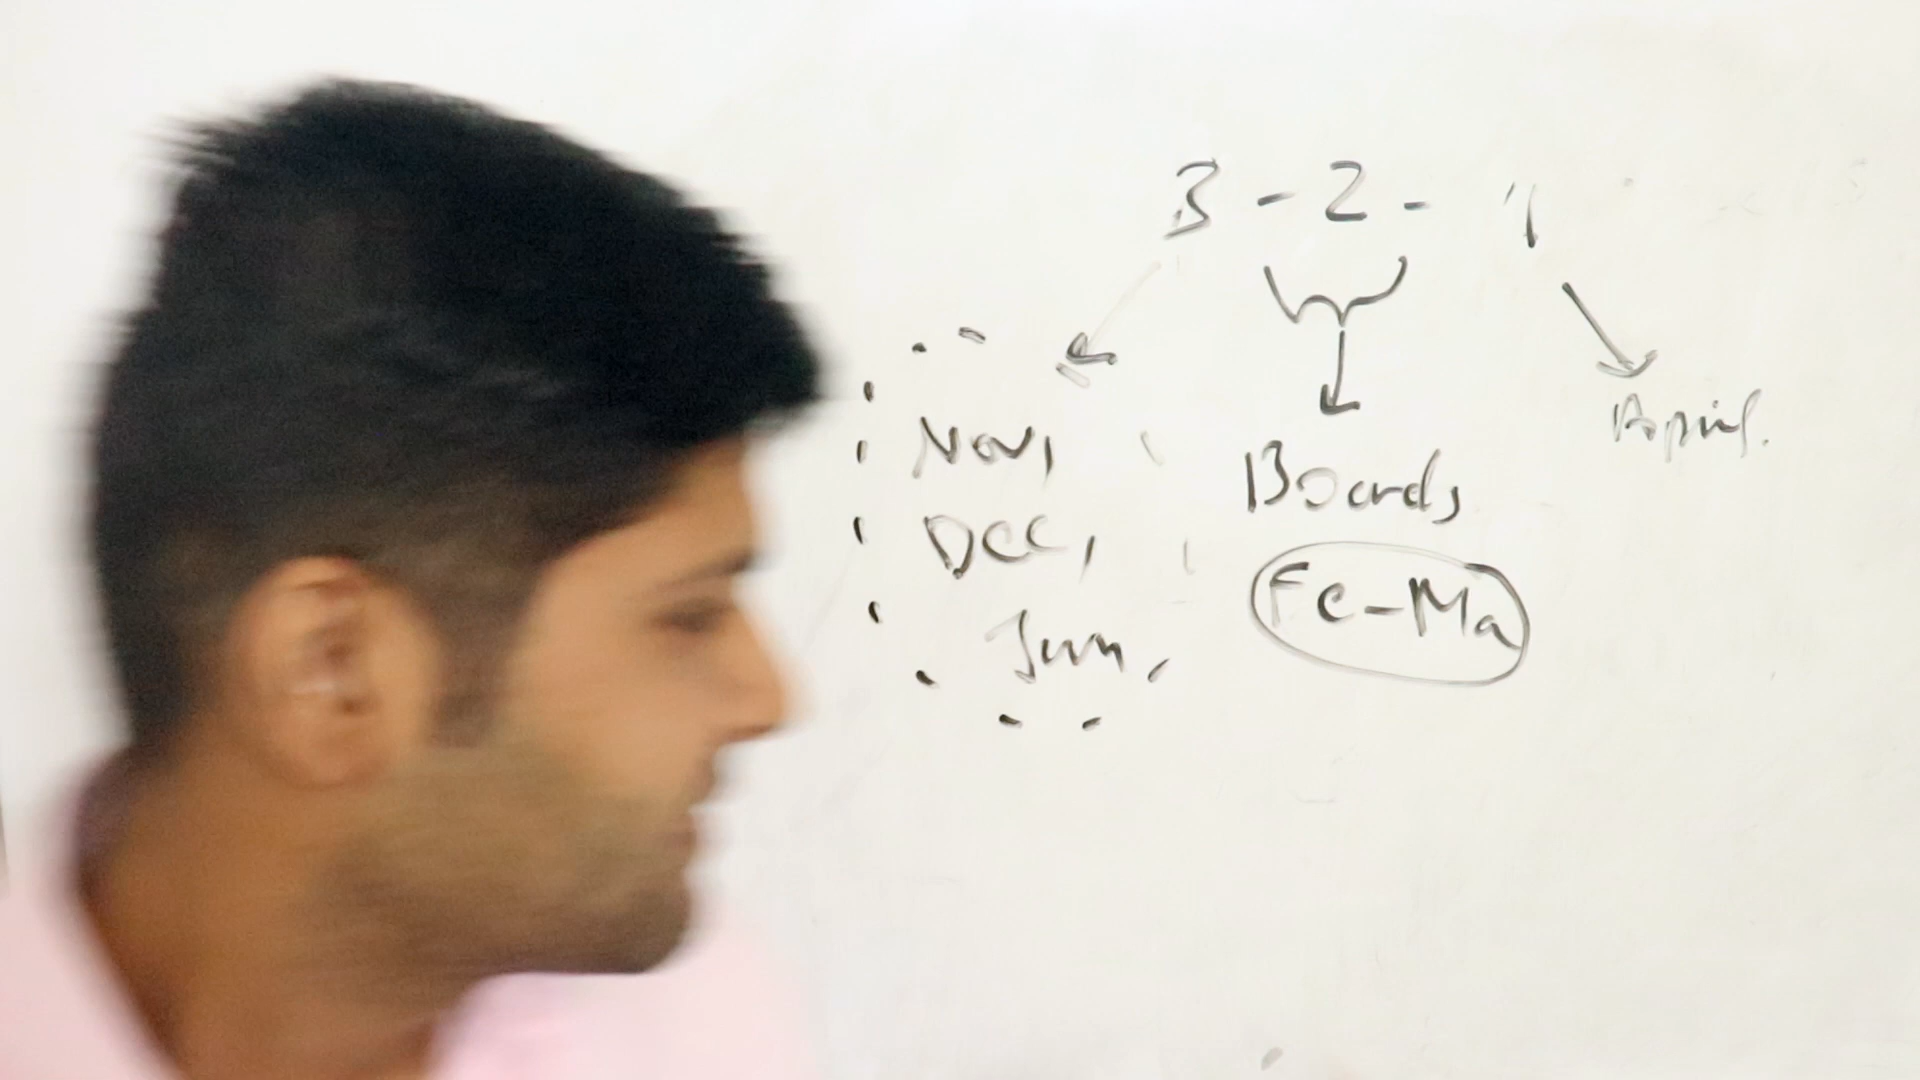 3 - 2 - 1
Nov,
Dec,
Jan,
Boards
Fe-Ma
April.